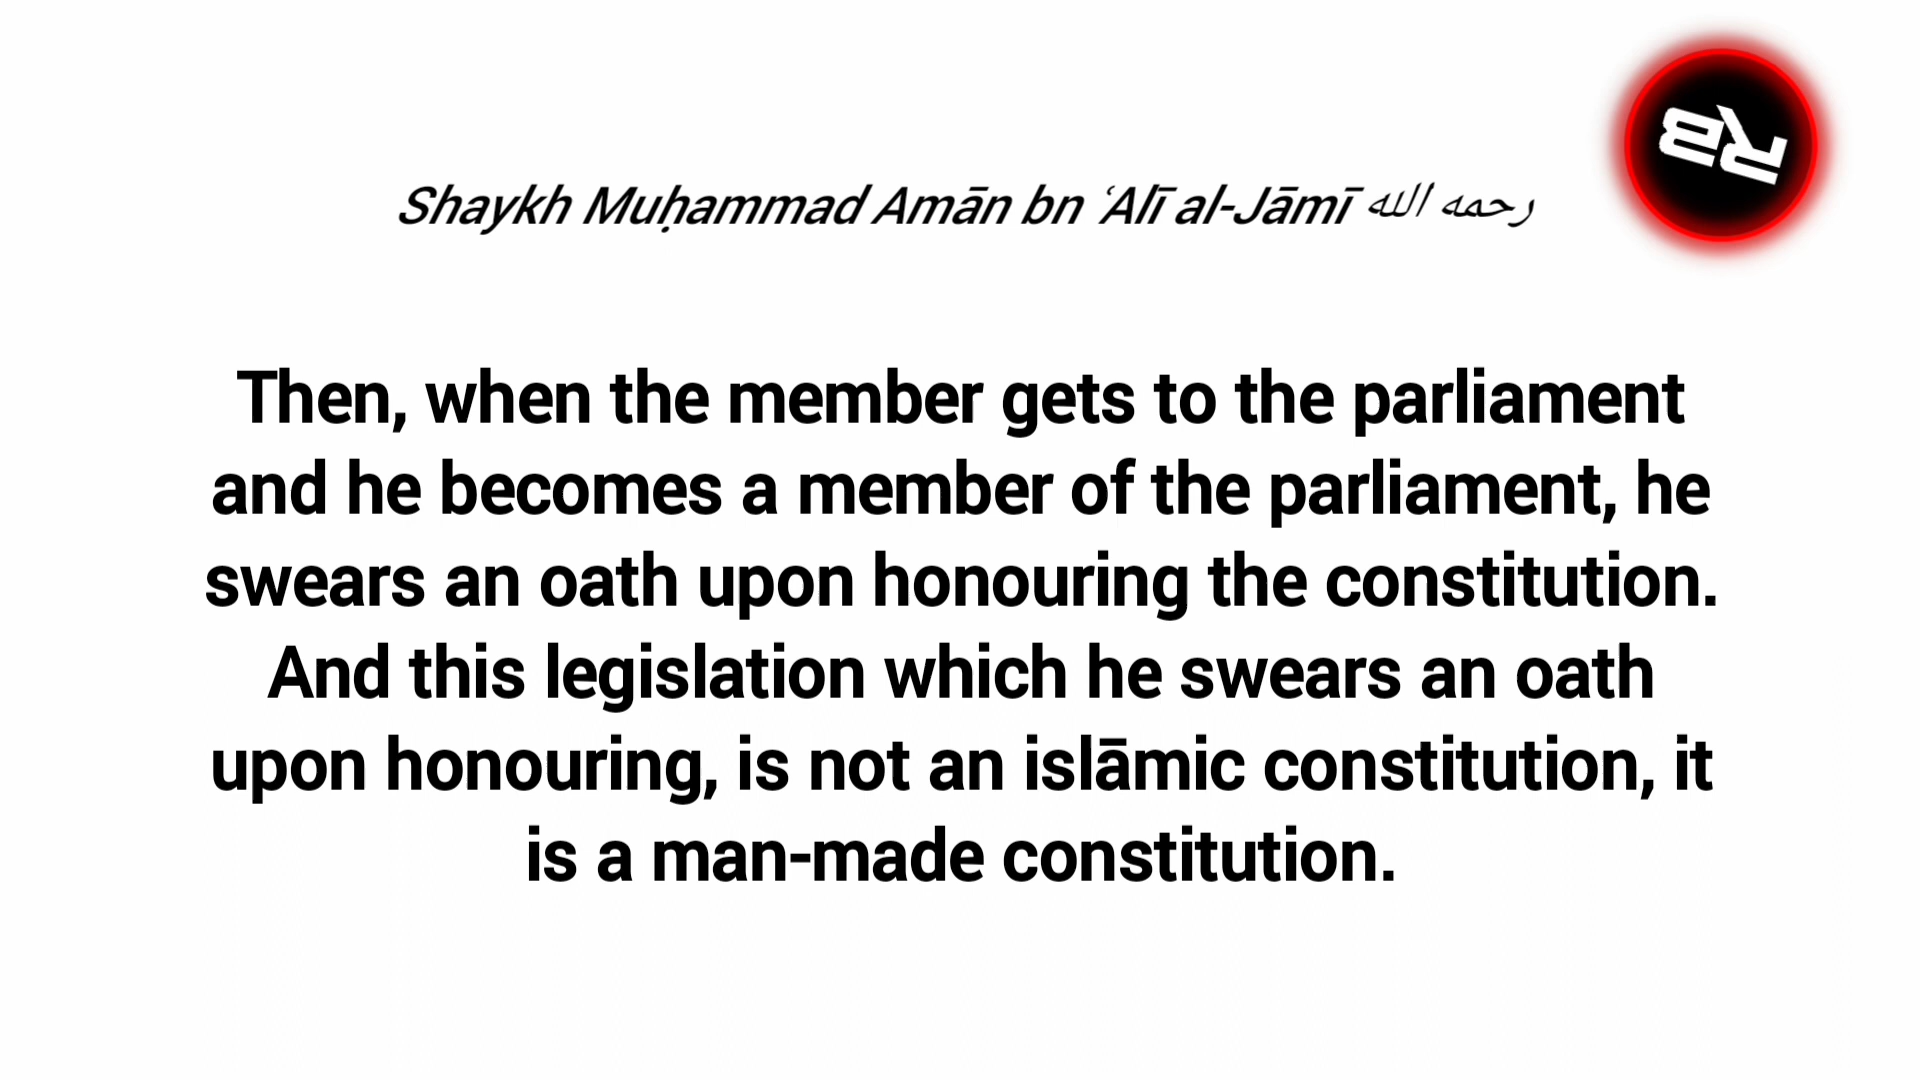 Shaykh Muḥammad Amān bn ʿAlī al-Jāmī رحمه الله
Then, when the member gets to the parliament
and he becomes a member of the parliament, he
swears an oath upon honouring the constitution.
And this legislation which he swears an oath
upon honouring, is not an islāmic constitution, it
is a man-made constitution.